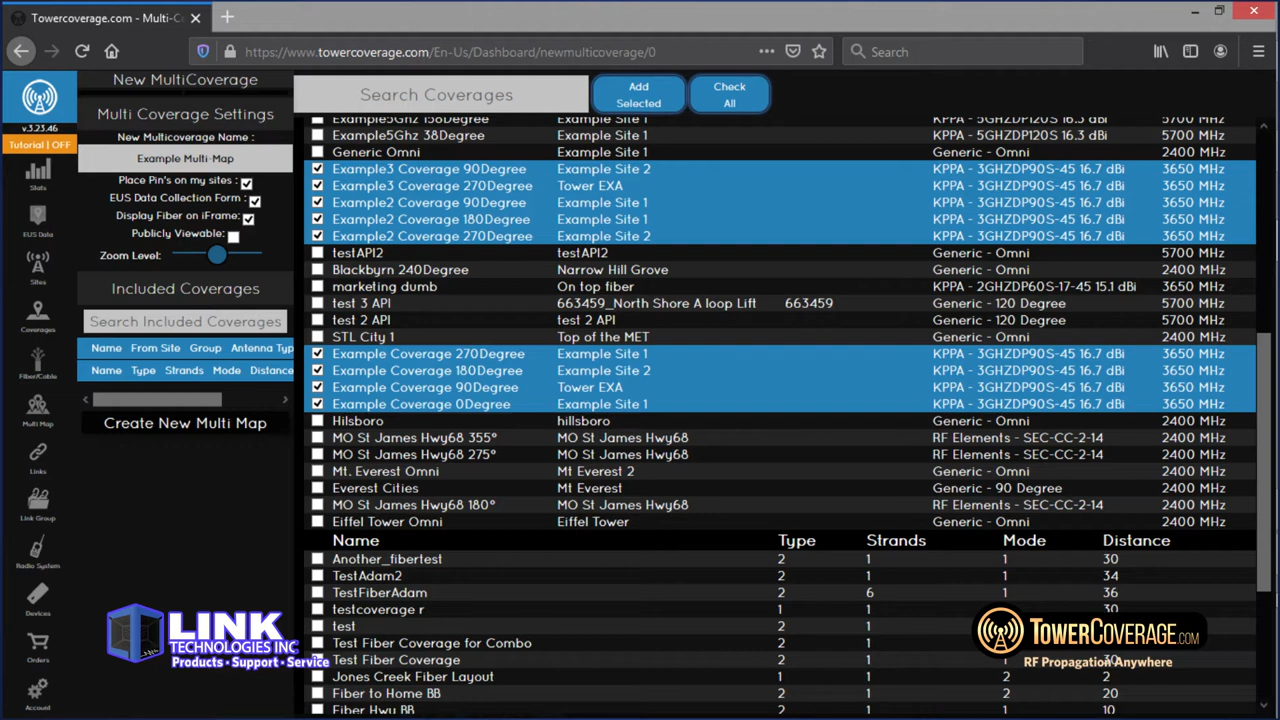 Towercoverage.com - Multi-C
https://www.towercoverage.com/En-Us/Dashboard/newmulticoverage/0
Search
v.3.23.46
Tutorial | OFF
Stats
EUS Data
Sites
Coverages
Fiber/Cable
Multi Map
Links
Link Group
Radio System
Devices
Orders
Account
New MultiCoverage
Multi Coverage Settings
New Multicoverage Name :
Example Multi-Map
Place Pin's on my sites :
EUS Data Collection Form :
Display Fiber on iFrame :
Publicly Viewable:
Zoom Level:
Included Coverages
Search Included Coverages
Name From Site Group Antenna Typ
Name Type Strands Mode Distance
Create New Multi Map
Search Coverages
Add Selected
Check All
Example5Ghz 158Degree Example Site 1 KPPA - 5GHZDP120S 16.3 dBi 5700 MHz
Example5Ghz 38Degree Example Site 1 KPPA - 5GHZDP120S 16.3 dBi 5700 MHz
Generic Omni Example Site 1 Generic - Omni 2400 MHz
Example3 Coverage 90Degree Example Site 2 KPPA - 3GHZDP90S-45 16.7 dBi 3650 MHz
Example3 Coverage 270Degree Tower EXA KPPA - 3GHZDP90S-45 16.7 dBi 3650 MHz
Example2 Coverage 90Degree Example Site 1 KPPA - 3GHZDP90S-45 16.7 dBi 3650 MHz
Example2 Coverage 180Degree Example Site 1 KPPA - 3GHZDP90S-45 16.7 dBi 3650 MHz
Example2 Coverage 270Degree Example Site 2 KPPA - 3GHZDP90S-45 16.7 dBi 3650 MHz
testAPI2 testAPI2 Generic - Omni 5700 MHz
Blackbyrn 240Degree Narrow Hill Grove Generic - Omni 2400 MHz
marketing dumb On top fiber KPPA - 2GHZDP60S-17-45 15.1 dBi 2400 MHz
test 3 API 663459_North Shore A loop Lift 663459 Generic - 120 Degree 5700 MHz
test 2 API test 2 API Generic - 120 Degree 5700 MHz
STL City 1 Top of the MET Generic - Omni 2400 MHz
Example Coverage 270Degree Example Site 1 KPPA - 3GHZDP90S-45 16.7 dBi 3650 MHz
Example Coverage 180Degree Example Site 2 KPPA - 3GHZDP90S-45 16.7 dBi 3650 MHz
Example Coverage 90Degree Tower EXA KPPA - 3GHZDP90S-45 16.7 dBi 3650 MHz
Example Coverage 0Degree Example Site 1 KPPA - 3GHZDP90S-45 16.7 dBi 3650 MHz
Hilsboro hillsboro Generic - Omni 2400 MHz
MO St James Hwy68 355° MO St James Hwy68 RF Elements - SEC-CC-2-14 2400 MHz
MO St James Hwy68 275° MO St James Hwy68 RF Elements - SEC-CC-2-14 2400 MHz
Mt. Everest Omni Mt Everest 2 Generic - Omni 2400 MHz
Everest Cities Mt Everest Generic - 90 Degree 2400 MHz
MO St James Hwy68 180° MO St James Hwy68 RF Elements - SEC-CC-2-14 2400 MHz
Eiffel Tower Omni Eiffel Tower Generic - Omni 2400 MHz
Name Type Strands Mode Distance
Another_fibertest 2 1 1 30
TestAdam2 2 1 1 34
TestFiberAdam 2 6 1 36
testcoverage r 1 1 1 30
test 2 1
Test Fiber Coverage for Combo 2 1
Test Fiber Coverage 2 1 30
Jones Creek Fiber Layout 1 1 2 2
Fiber to Home BB 2 1 2 20
Fiber Hwy BB 2 1 2 10
LINK
TECHNOLOGIES INC
Products • Support • Service
TOWERCOVERAGE.COM
RF Propagation Anywhere